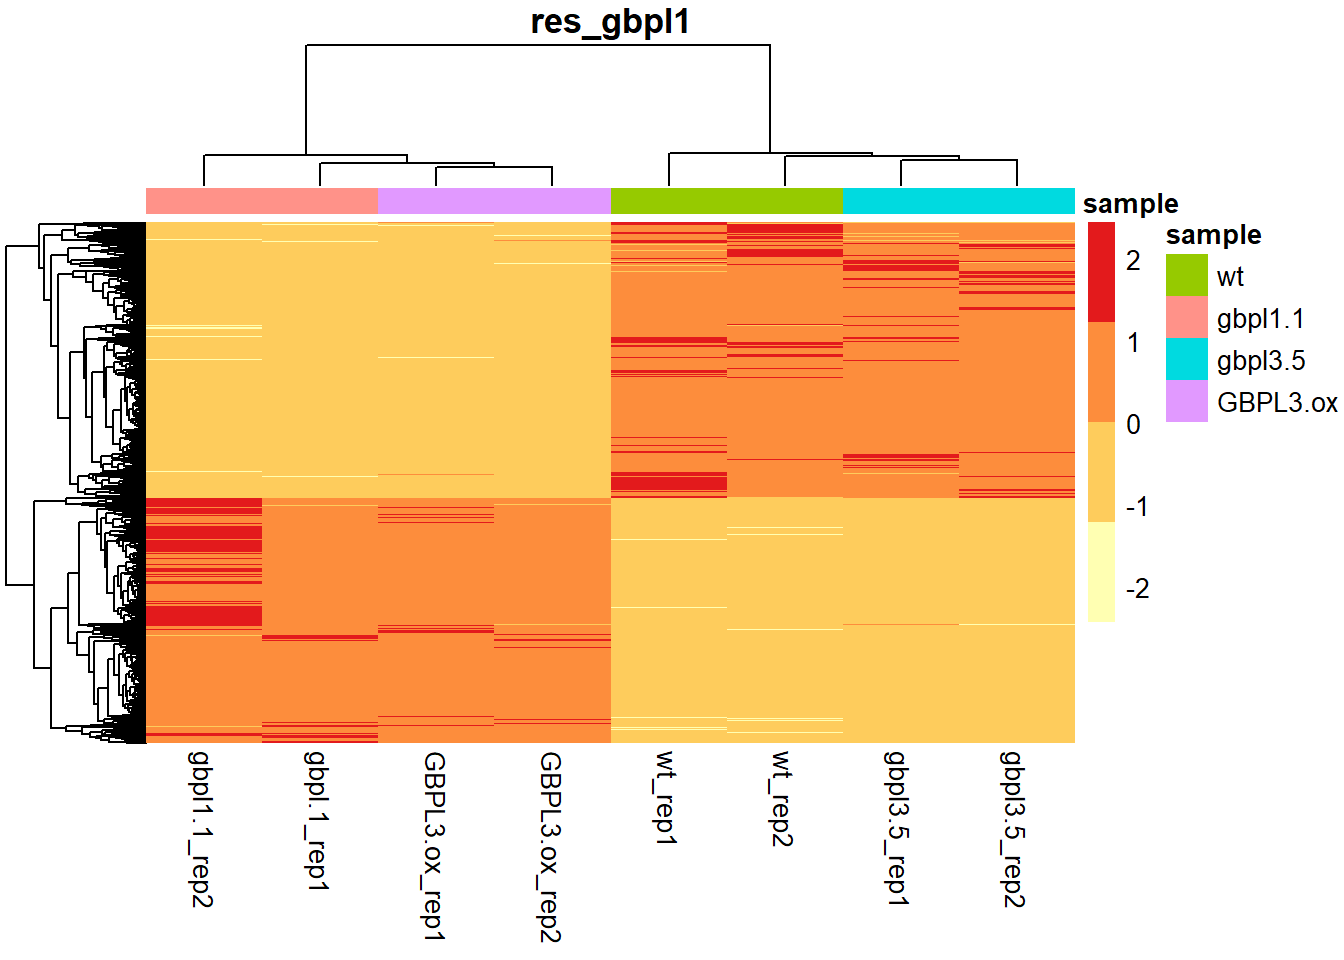 res_gbpl1
sample
2
1
0
-1
-2
sample
wt
gbpl1.1
gbpl3.5
GBPL3.ox
gbpl1.1_rep2
gbpl.1_rep1
GBPL3.ox_rep1
GBPL3.ox_rep2
wt_rep1
wt_rep2
gbpl3.5_rep1
gbpl3.5_rep2